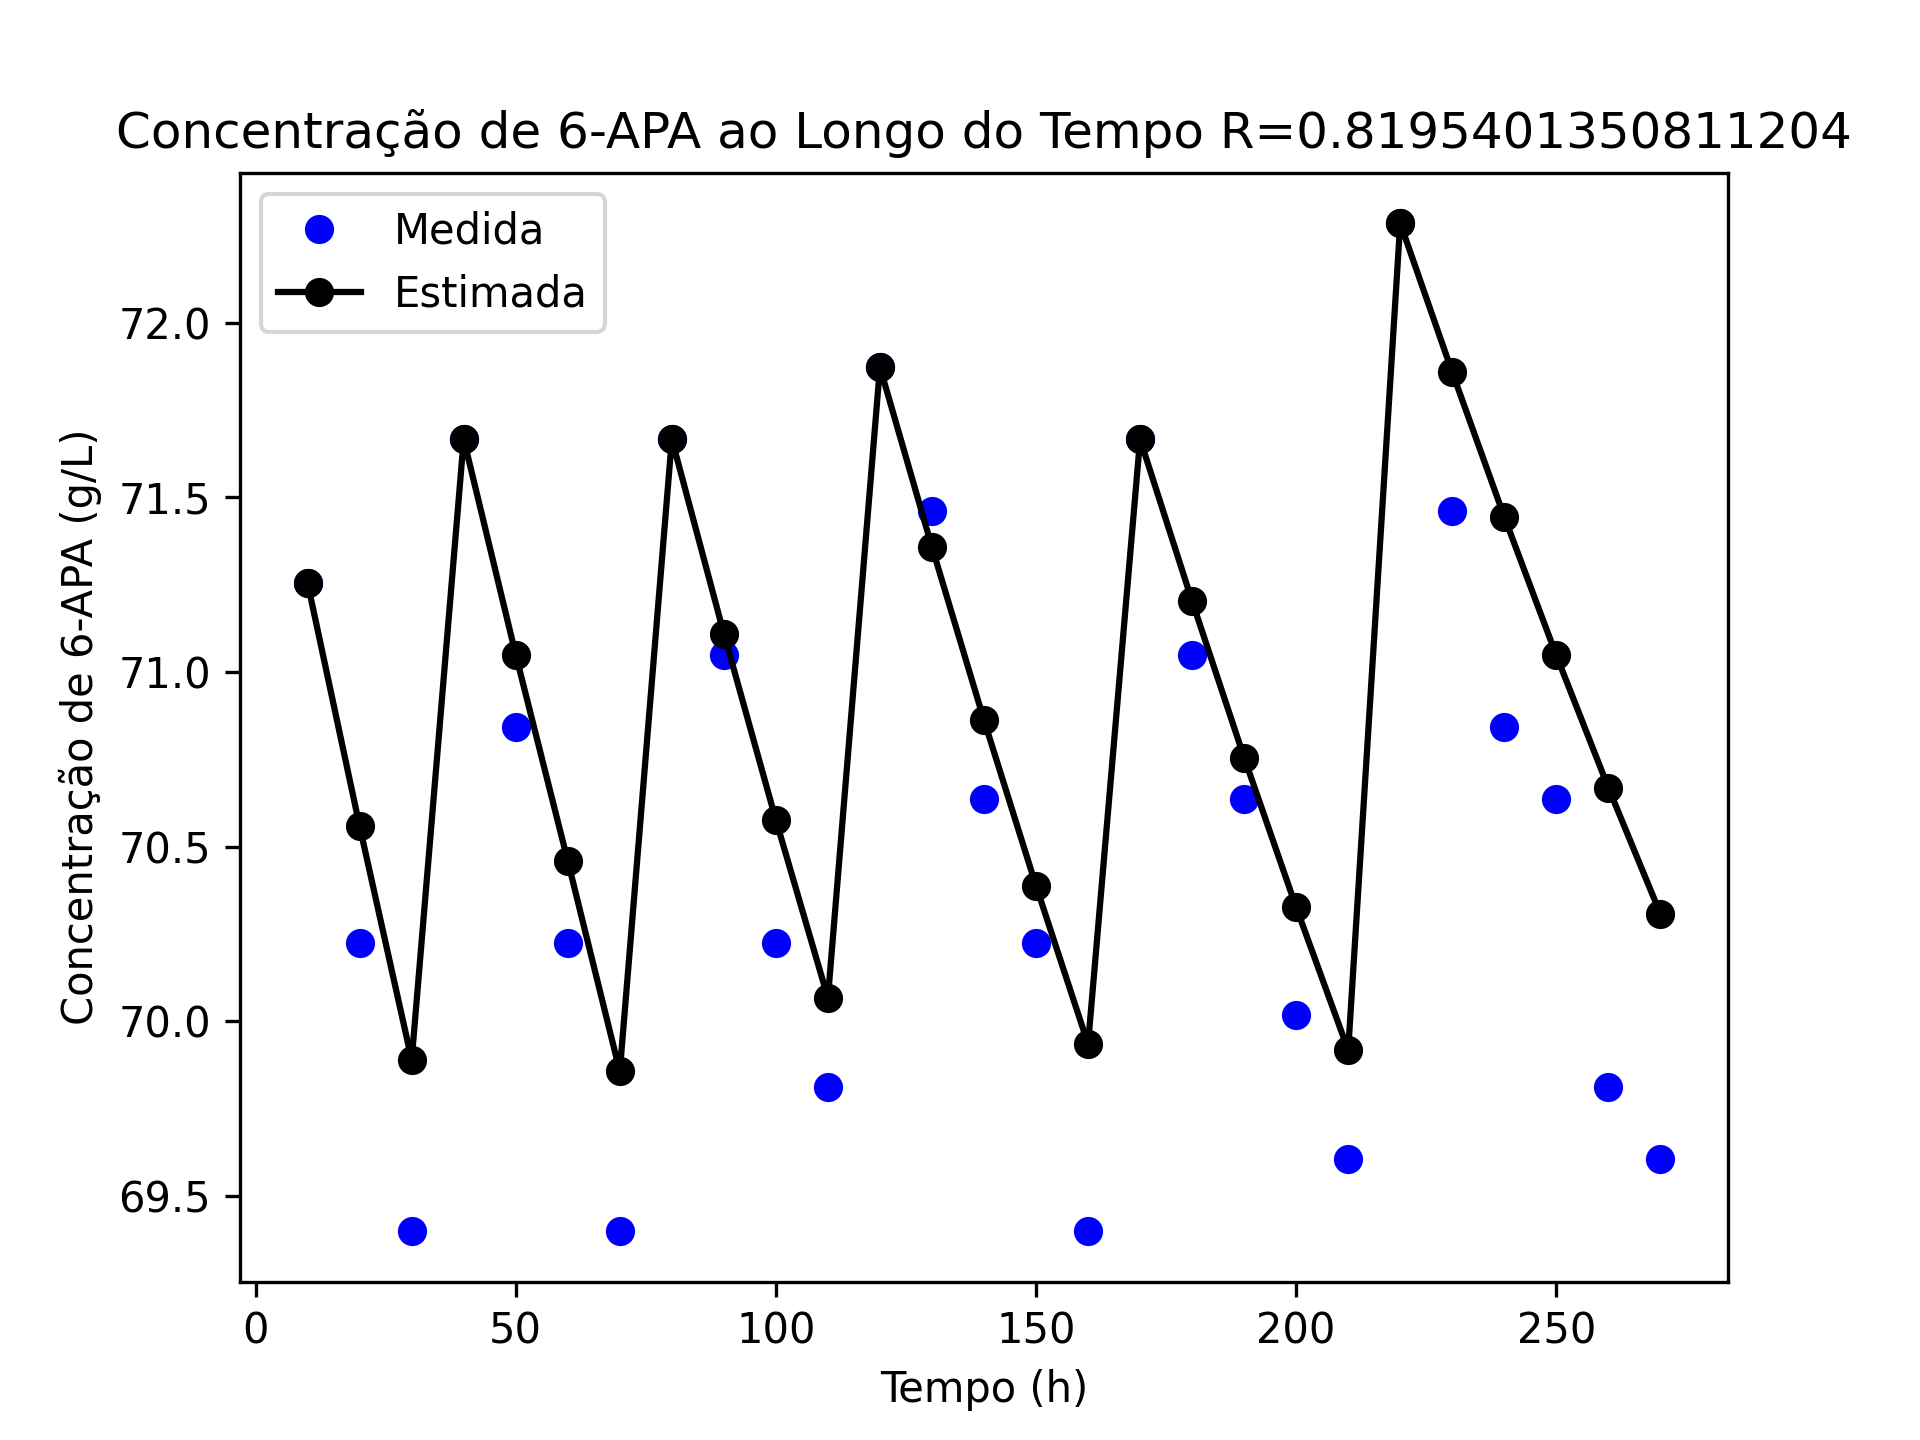 Concentração de 6-APA ao Longo do Tempo R=0.8195401350811204
Medida
Estimada
Concentração de 6-APA (g/L)
72.0
71.5
71.0
70.5
70.0
69.5
0 50 100 150 200 250
Tempo (h)